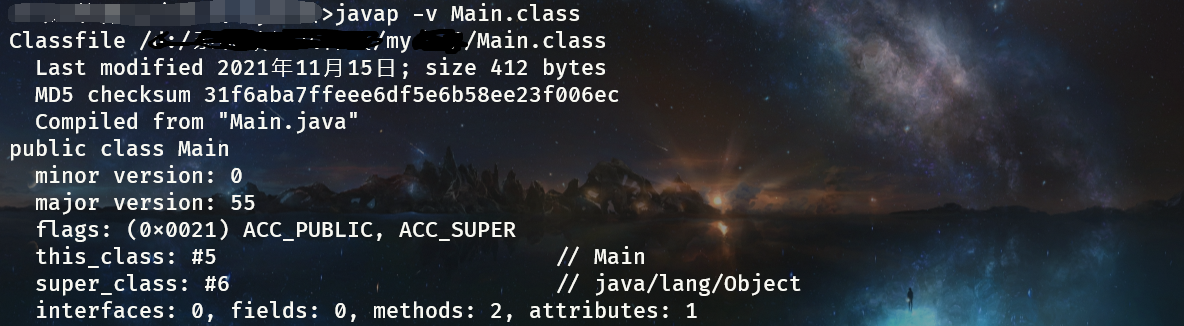 >javap -v Main.class
Classfile /my/Main.class
Last modified 2021年11月15日; size 412 bytes
MD5 checksum 31f6aba7ffeee6df5e6b58ee23f006ec
Compiled from "Main.java"
public class Main
minor version: 0
major version: 55
flags: (0×0021) ACC_PUBLIC, ACC_SUPER
this_class: #5 // Main
super_class: #6 // java/lang/Object
interfaces: 0, fields: 0, methods: 2, attributes: 1